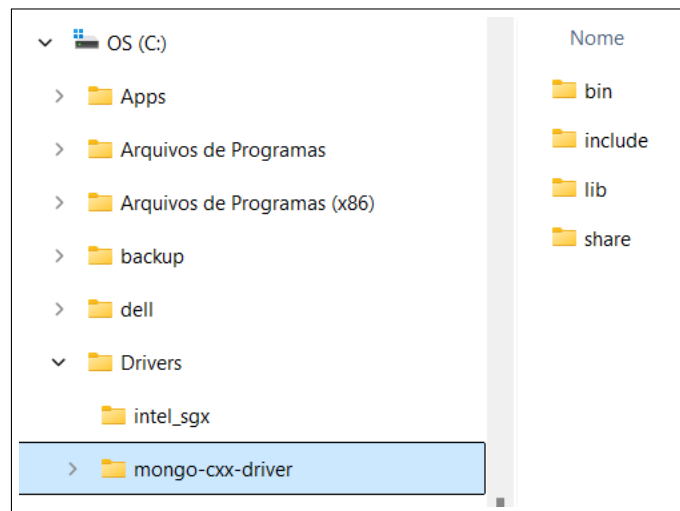 OS (C:)
Apps
Arquivos de Programas
Arquivos de Programas (x86)
backup
dell
Drivers
intel_sgx
mongo-cxx-driver
Nome
bin
include
lib
share